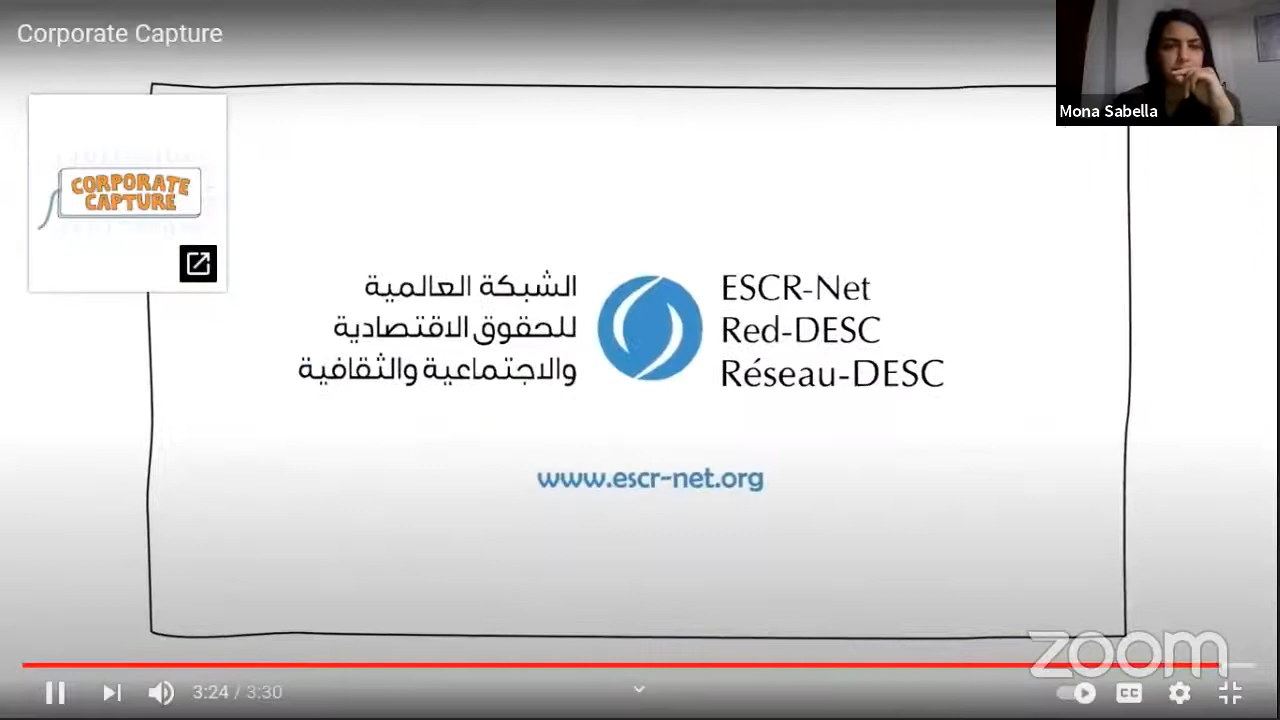 Corporate Capture
Mona Sabella
CORPORATE
CAPTURE
الشبكة العالمية
للحقوق الاقتصادية
والاجتماعية والثقافية
ESCR-Net
Red-DESC
Réseau-DESC
www.escr-net.org
zoom
3:24 / 3:30
CC